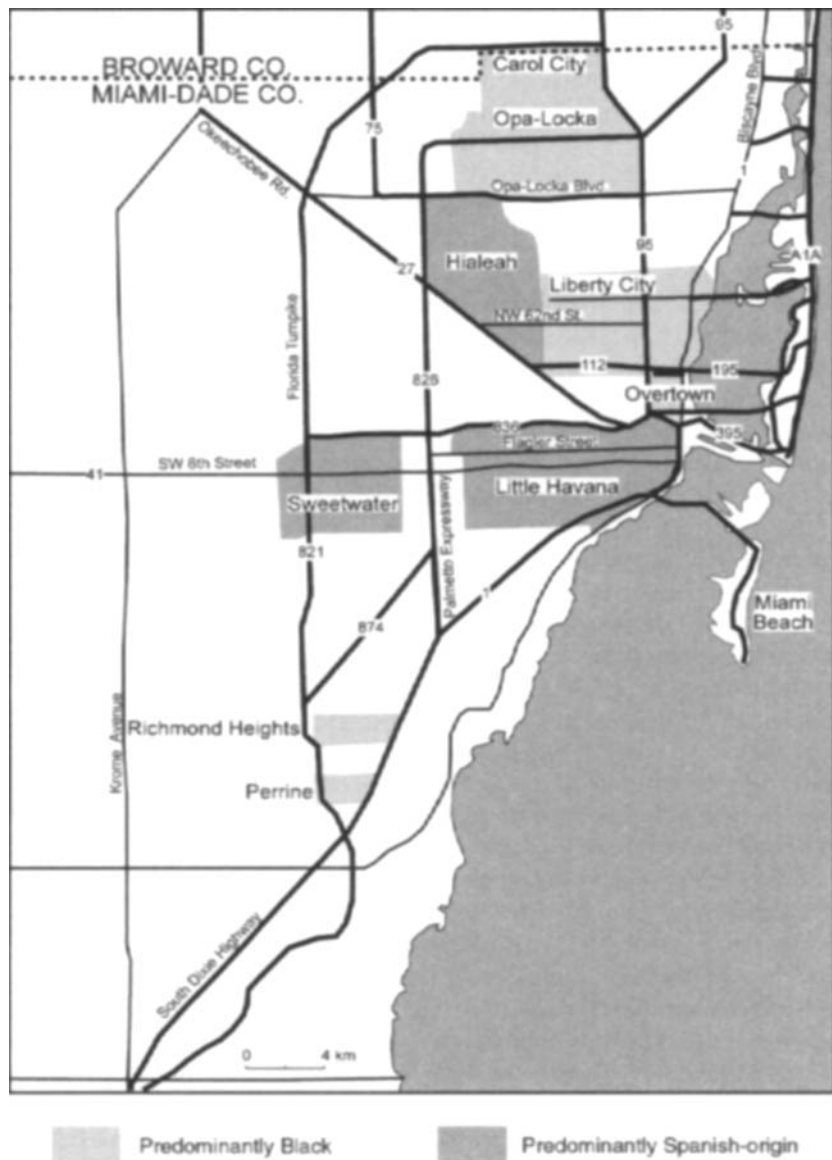 95
BROWARD CO.
MIAMI-DADE CO.
Carol City
Biscayne Blvd
Okeechobee Rd.
75
Opa-Locka
1
Opa-Locka Blvd
95
A1A
27
Hialeah
Liberty City
NW 62nd St.
Florida Turnpike
826
112
195
Overtown
836
395
Flagler Street
41
SW 8th Street
Sweetwater
Little Havana
821
Palmetto Expressway
1
874
Miami
Beach
Richmond Heights
Krome Avenue
Perrine
South Dixie Highway
0 4 km
Predominantly Black
Predominantly Spanish-origin